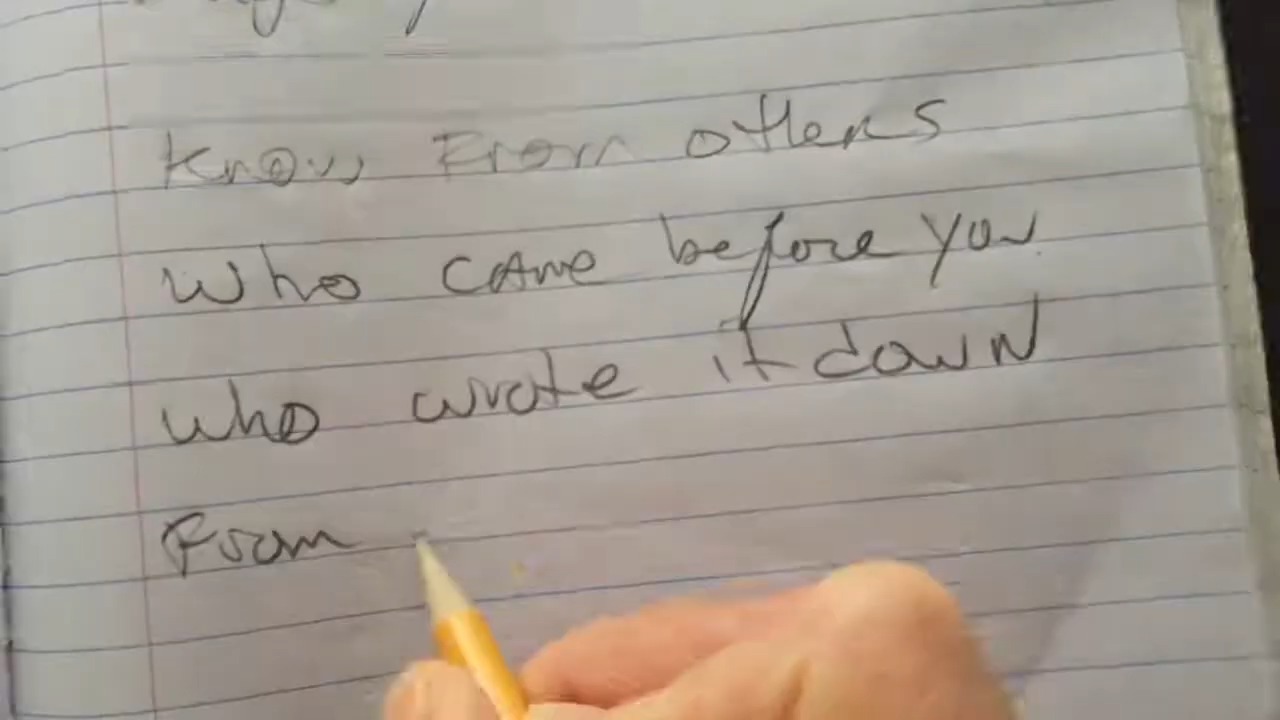 Know From others
who came before you
who wrote it down
From